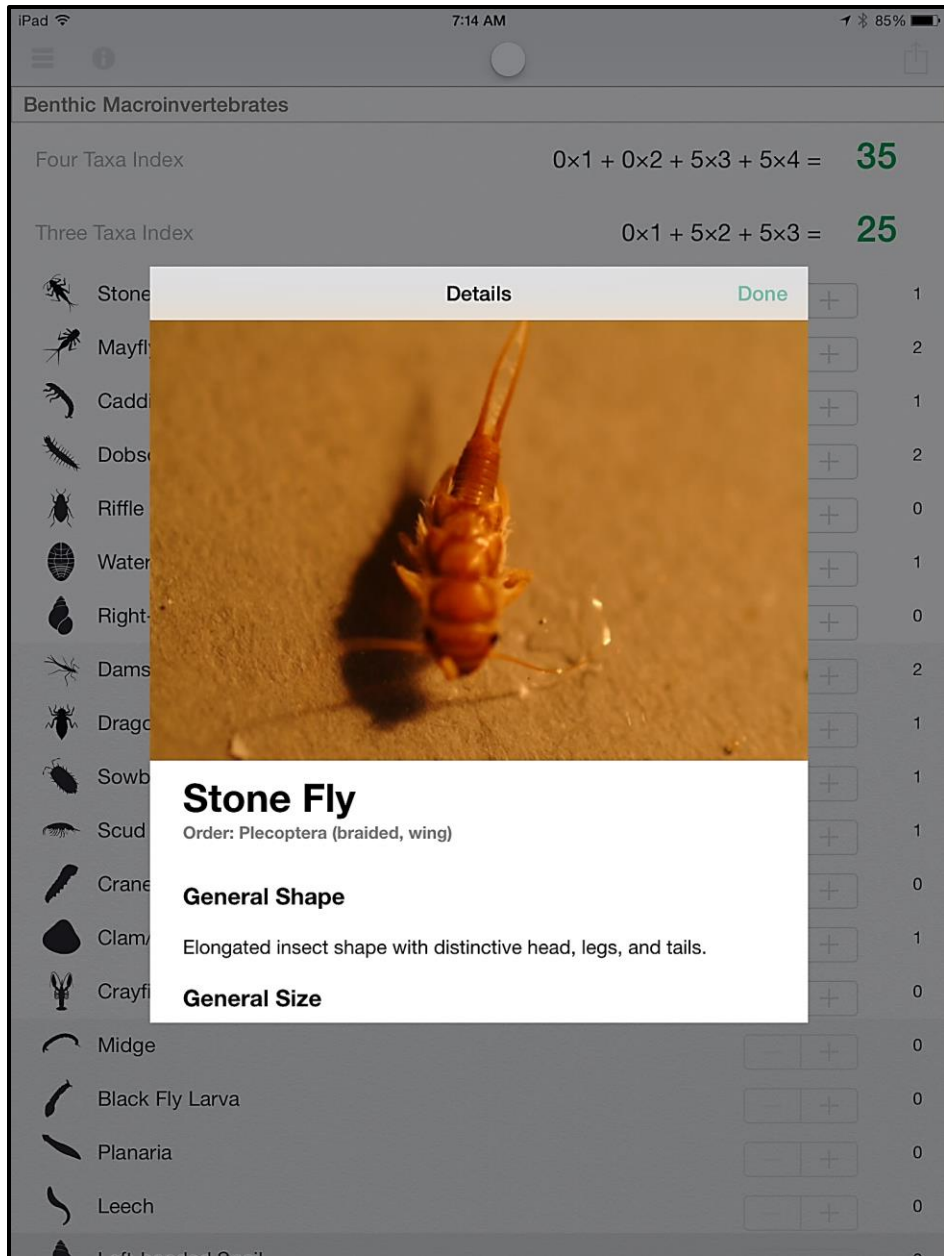 iPad 7:14 AM 85%
Benthic Macroinvertebrates
Four Taxa Index 0×1 + 0×2 + 5×3 + 5×4 = 35
Three Taxa Index 0×1 + 5×2 + 5×3 = 25
Stone + 1
Details Done
Mayfl + 2
Caddi + 1
Dobs + 2
Riffle + 0
Water + 1
Right- + 0
Dams + 2
Drago + 1
Sowb + 1
Stone Fly
Order: Plecoptera (braided, wing)
Scud + 1
Crane + 0
General Shape
Clam/ + 1
Elongated insect shape with distinctive head, legs, and tails.
Crayfi + 0
General Size
Midge − + 0
Black Fly Larva − + 0
Planaria − + 0
Leech − + 0